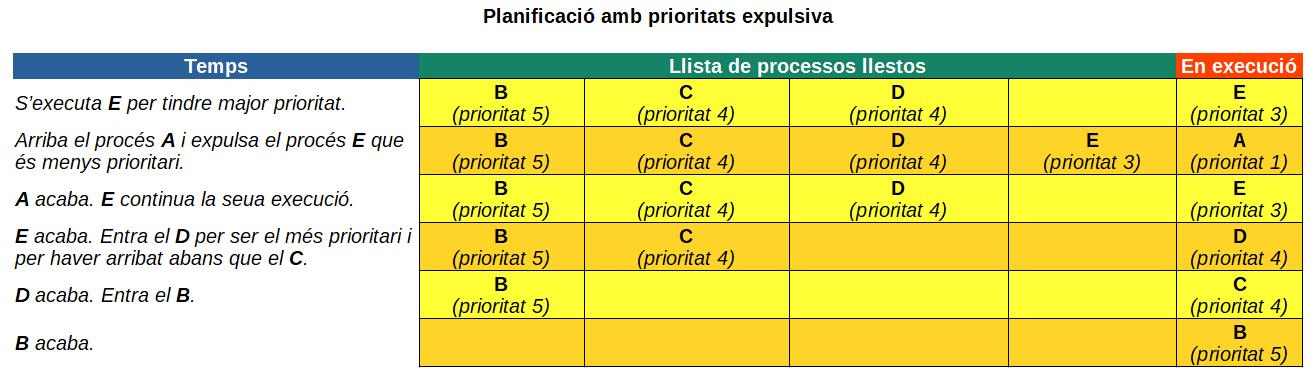 Planificació amb prioritats expulsiva
Temps
Llista de processos llestos
En execució
S'executa E per tindre major prioritat.
B
(prioritat 5)
C
(prioritat 4)
D
(prioritat 4)
E
(prioritat 3)
Arriba el procés A i expulsa el procés E que
és menys prioritari.
B
(prioritat 5)
C
(prioritat 4)
D
(prioritat 4)
E
(prioritat 3)
A
(prioritat 1)
A acaba. E continua la seua execució.
B
(prioritat 5)
C
(prioritat 4)
D
(prioritat 4)
E
(prioritat 3)
E acaba. Entra el D per ser el més prioritari i
per haver arribat abans que el C.
B
(prioritat 5)
C
(prioritat 4)
D
(prioritat 4)
D acaba. Entra el B.
B
(prioritat 5)
C
(prioritat 4)
B acaba.
B
(prioritat 5)